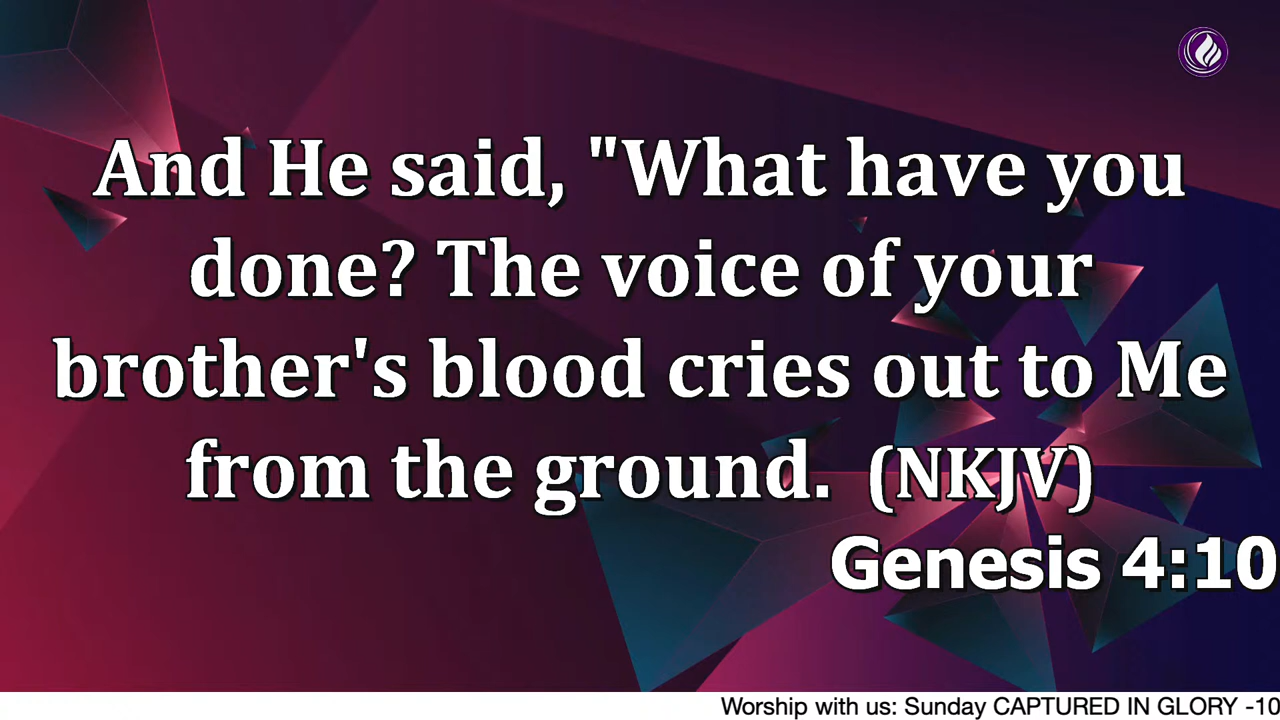 And He said, "What have you
done? The voice of your
brother's blood cries out to Me
from the ground. (NKJV)
Genesis 4:10
Worship with us: Sunday CAPTURED IN GLORY -10